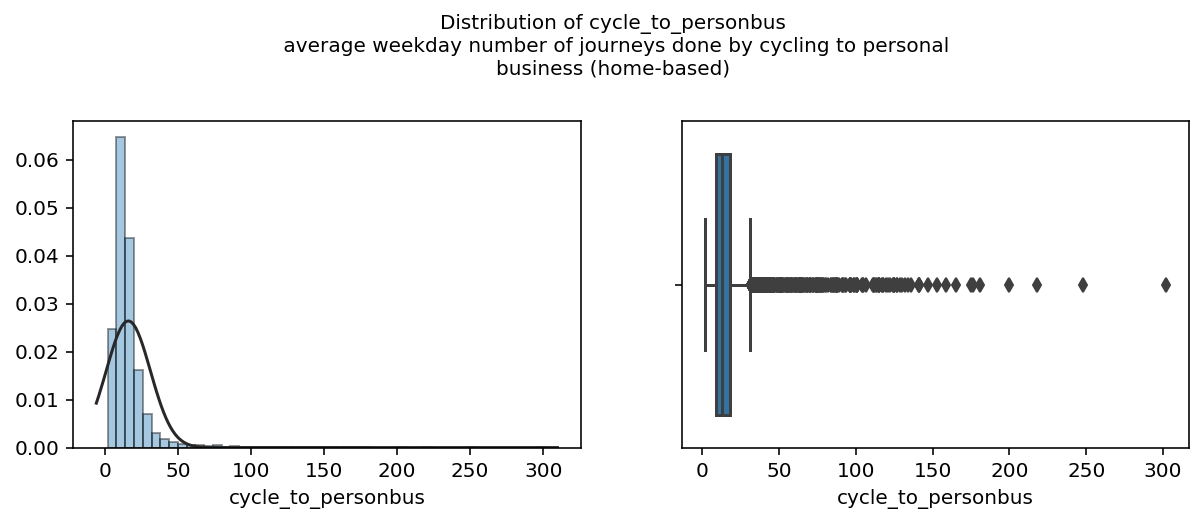 Distribution of cycle_to_personbus
average weekday number of journeys done by cycling to personal
business (home-based)
0.06
0.05
0.04
0.03
0.02
0.01
0.00
0 50 100 150 200 250 300
cycle_to_personbus
0 50 100 150 200 250 300
cycle_to_personbus